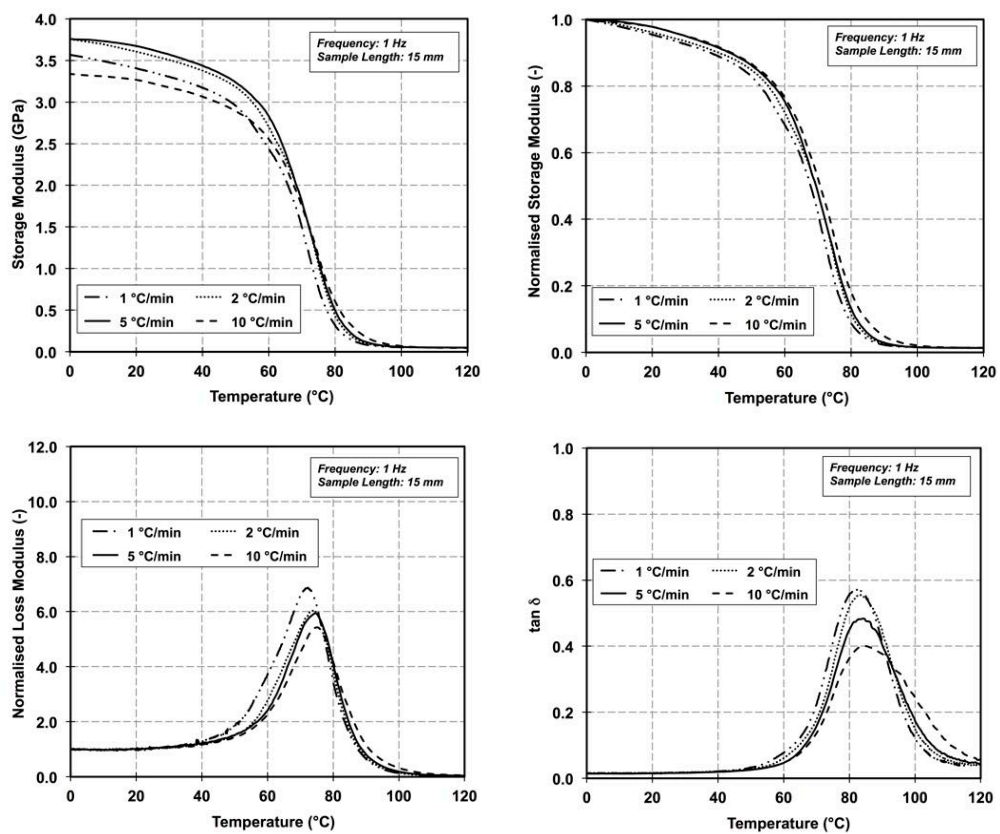 4.0
3.5
3.0
2.5
2.0
1.5
1.0
0.5
0.0
Storage Modulus (GPa)
Frequency: 1 Hz
Sample Length: 15 mm
1 °C/min
2 °C/min
5 °C/min
10 °C/min
0 20 40 60 80 100 120
Temperature (°C)
1.0
0.8
0.6
0.4
0.2
0.0
Normalised Storage Modulus (-)
Frequency: 1 Hz
Sample Length: 15 mm
1 °C/min
2 °C/min
5 °C/min
10 °C/min
0 20 40 60 80 100 120
Temperature (°C)
12.0
10.0
8.0
6.0
4.0
2.0
0.0
Normalised Loss Modulus (-)
Frequency: 1 Hz
Sample Length: 15 mm
1 °C/min
2 °C/min
5 °C/min
10 °C/min
0 20 40 60 80 100 120
Temperature (°C)
1.0
0.8
0.6
0.4
0.2
0.0
tan δ
Frequency: 1 Hz
Sample Length: 15 mm
1 °C/min
2 °C/min
5 °C/min
10 °C/min
0 20 40 60 80 100 120
Temperature (°C)